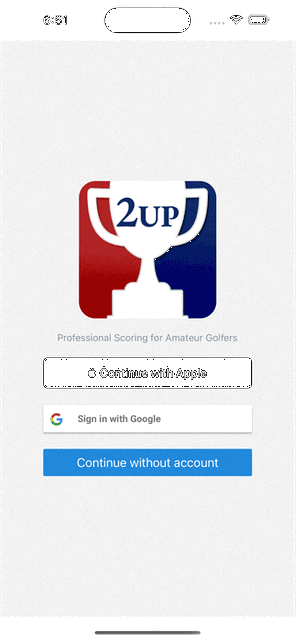 6:51
2UP
Professional Scoring for Amateur Golfers
Continue with Apple
Sign in with Google
Continue without account